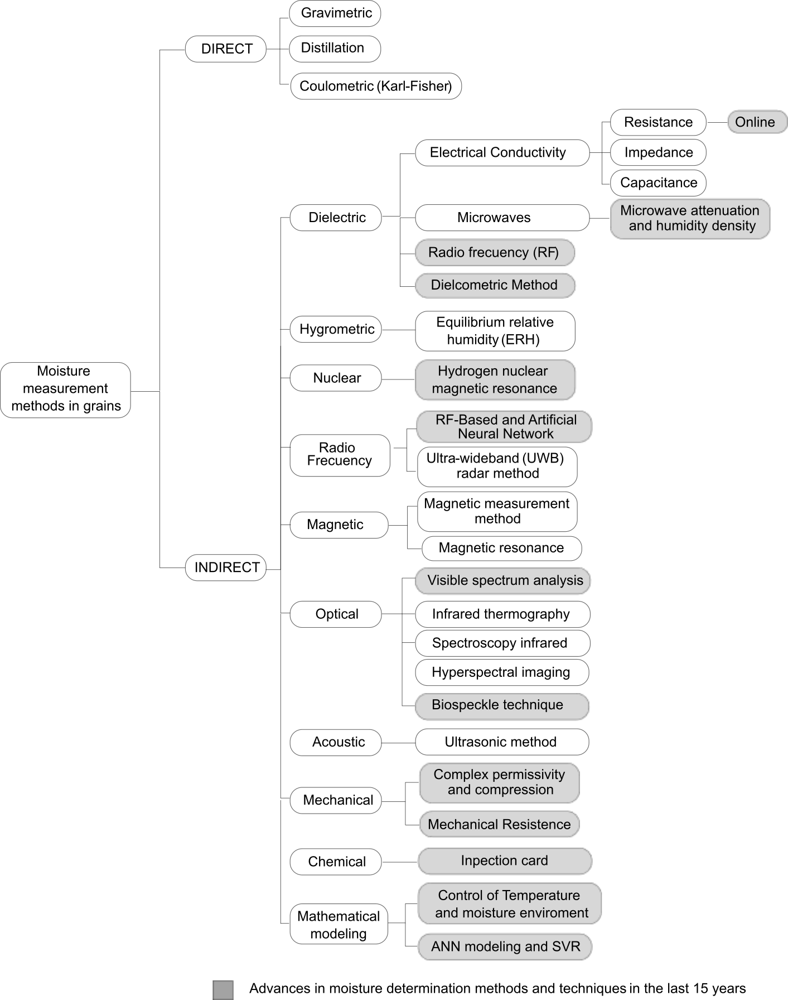 Gravimetric
DIRECT
Distillation
Coulometric (Karl-Fisher)
Resistance
Online
Electrical Conductivity
Impedance
Capacitance
Dielectric
Microwaves
Microwave attenuation
and humidity density
Radio frecuency (RF)
Dielcometric Method
Hygrometric
Equilibrium relative
humidity (ERH)
Moisture
measurement
methods in grains
Nuclear
Hydrogen nuclear
magnetic resonance
Radio
Frecuency
RF-Based and Artificial
Neural Network
Ultra-wideband (UWB)
radar method
Magnetic
Magnetic measurement
method
Magnetic resonance
INDIRECT
Optical
Visible spectrum analysis
Infrared thermography
Spectroscopy infrared
Hyperspectral imaging
Biospeckle technique
Acoustic
Ultrasonic method
Mechanical
Complex permissivity
and compression
Mechanical Resistence
Chemical
Inpection card
Mathematical
modeling
Control of Temperature
and moisture enviroment
ANN modeling and SVR
Advances in moisture determination methods and techniques in the last 15 years